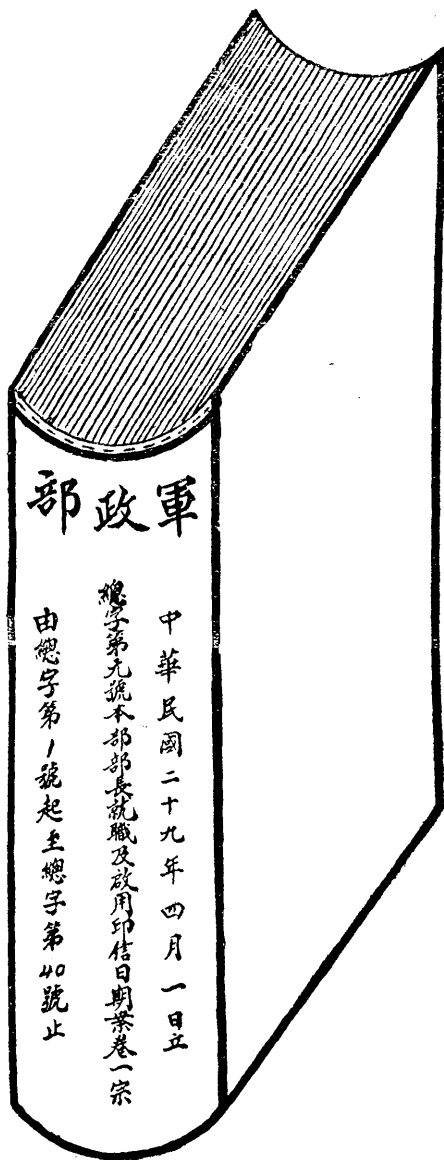 軍政部
中華民國二十九年四月一日立
總字第元號本部部長就職及啟用印信日期案卷一宗
由總字第1號起至總字第40號止